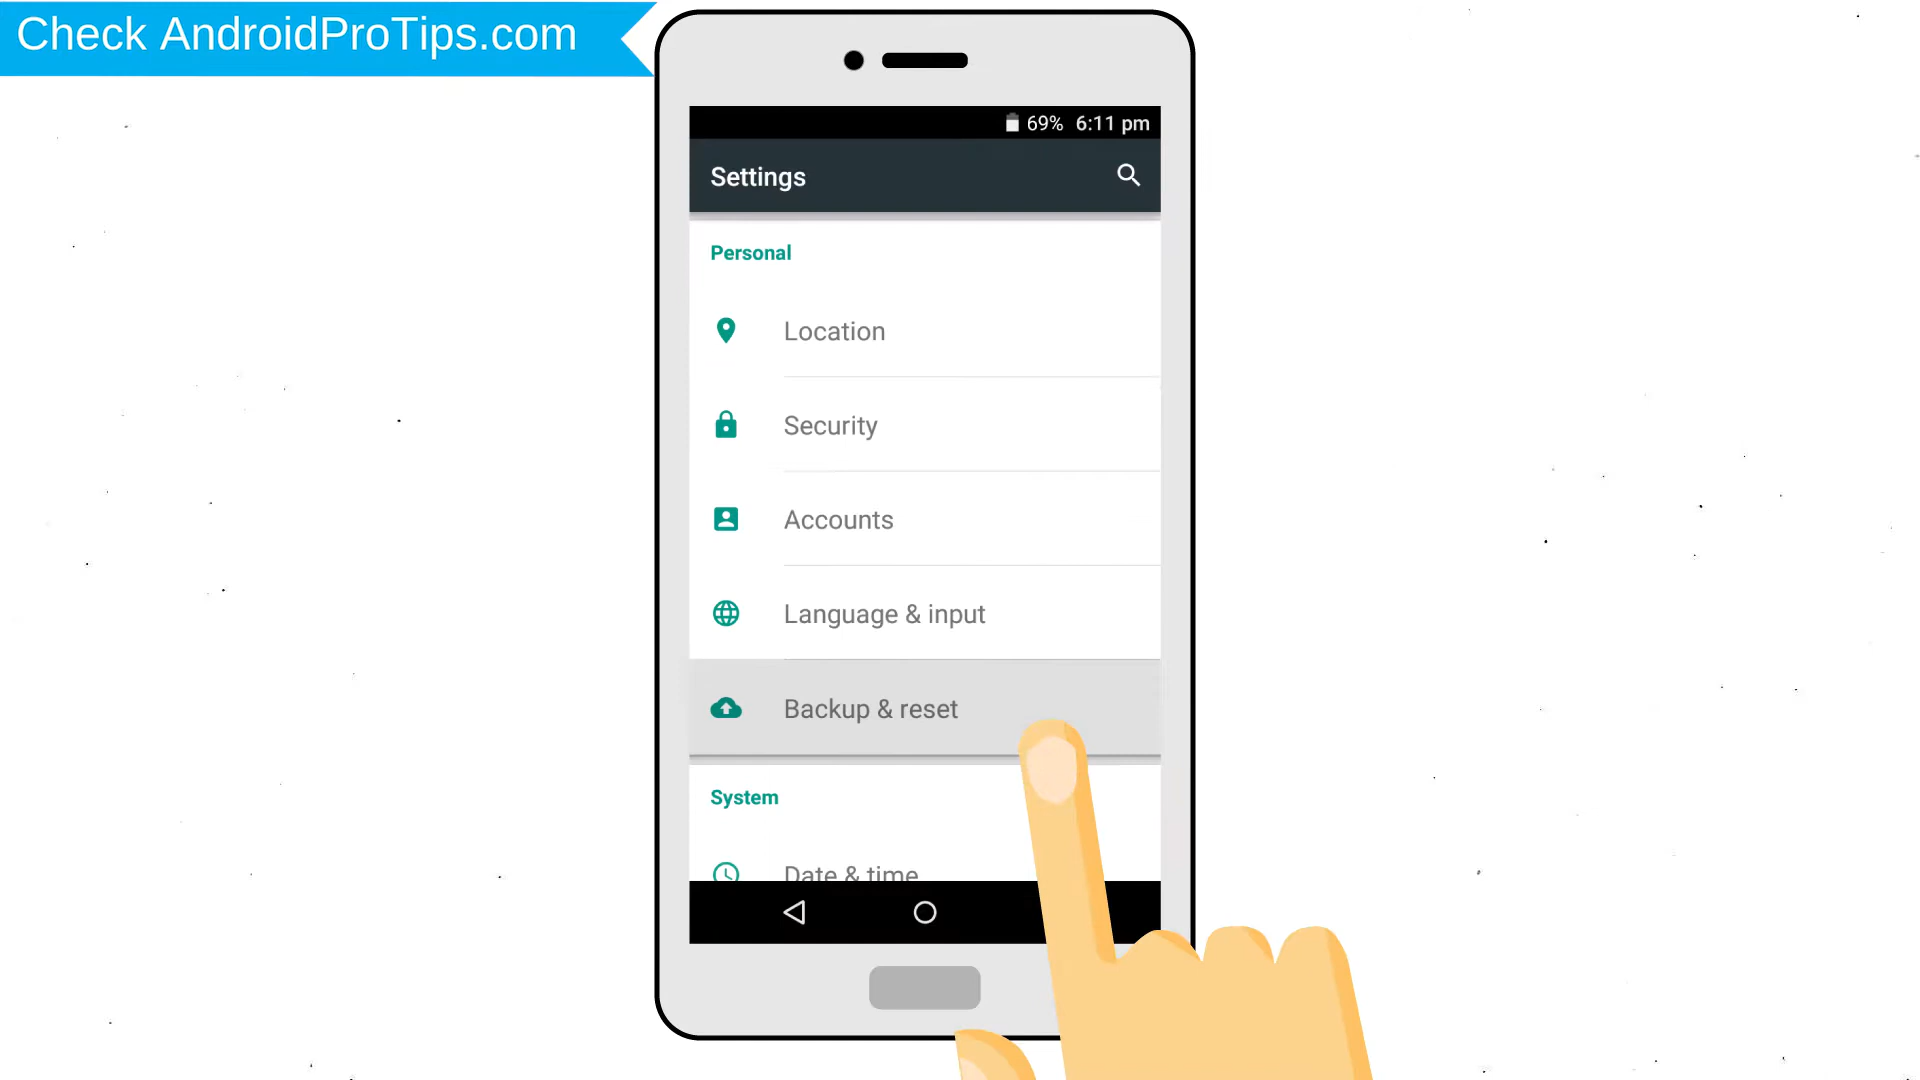 Check AndroidProTips.com
69% 6:11 pm
Settings
Personal
Location
Security
Accounts
Language & input
Backup & reset
System
Date & time